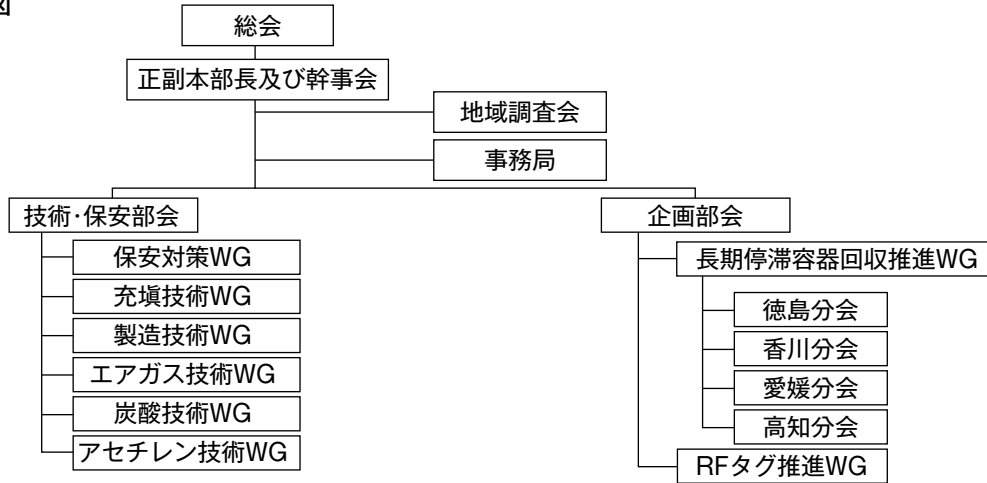 図
総会
正副本部長及び幹事会
地域調査会
事務局
技術・保安部会
保安対策WG
充塡技術WG
製造技術WG
エアガス技術WG
炭酸技術WG
アセチレン技術WG
企画部会
長期停滞容器回収推進WG
徳島分会
香川分会
愛媛分会
高知分会
RFタグ推進WG